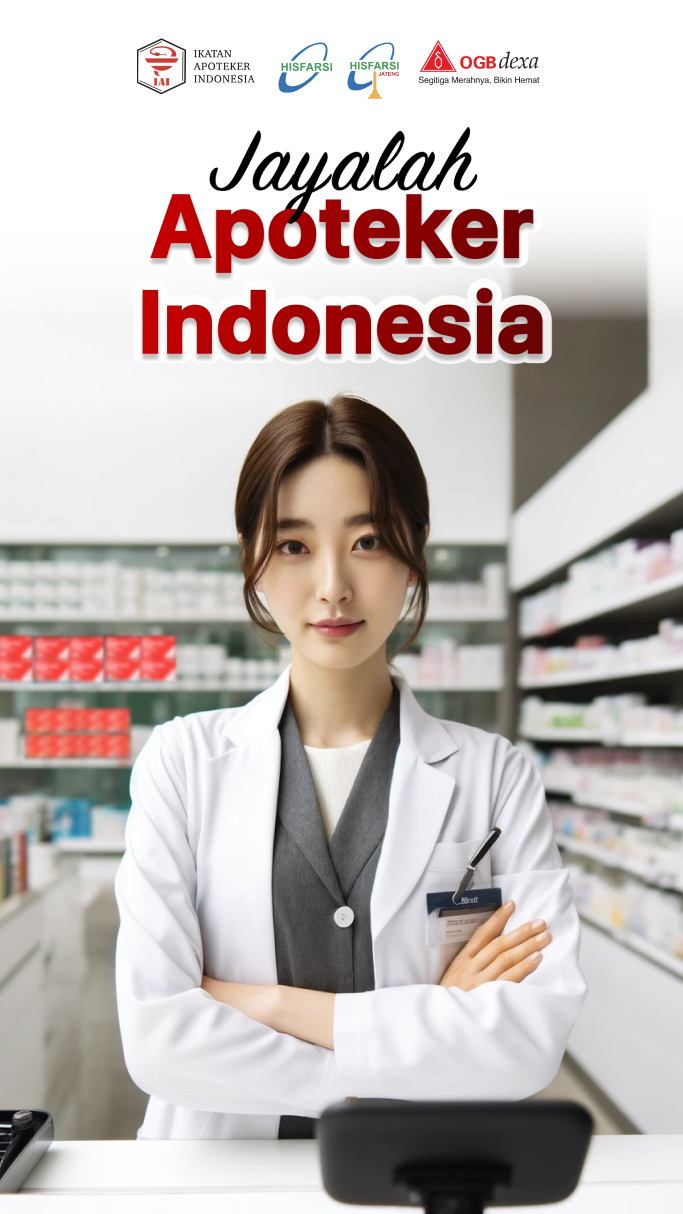 IKATAN
APOTEKER
INDONESIA
IAI
HISFARSI
HISFARSI
JATENG
OGB dexa
Segitiga Merahnya, Bikin Hemat
Jayalah
Apoteker
Indonesia